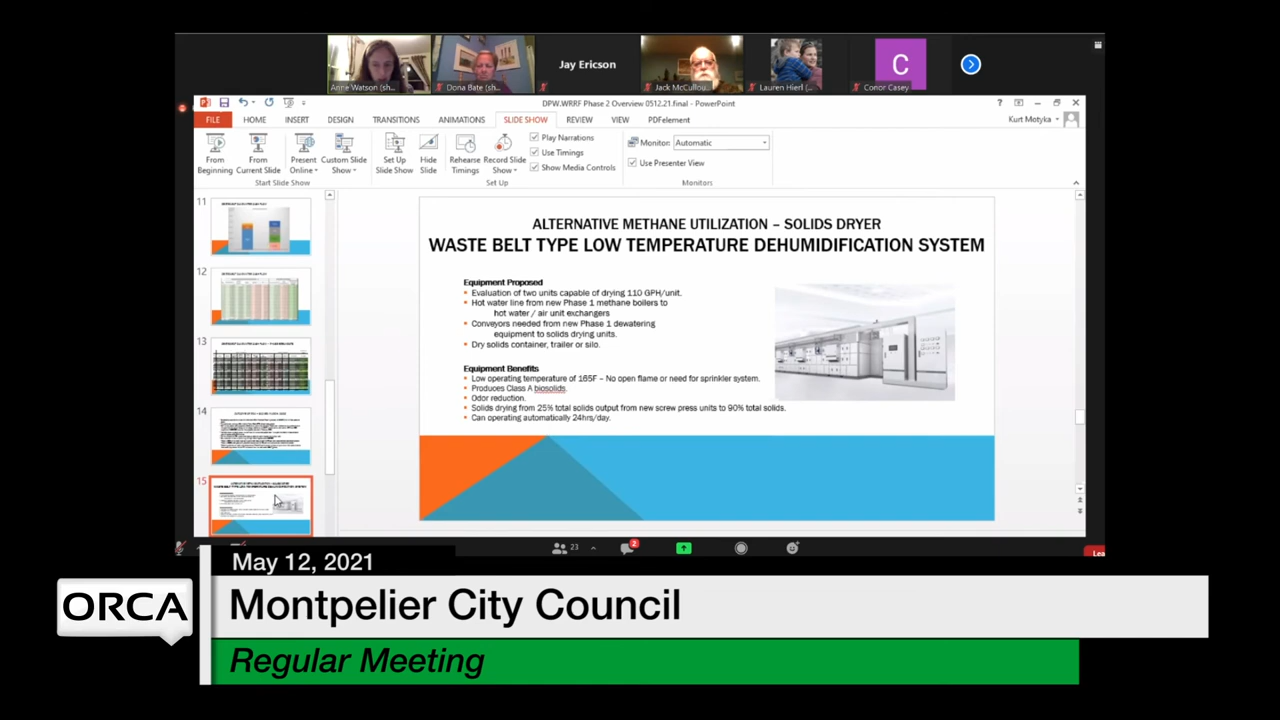 Anne Watson (sh...
Dona Bate (sh...
Jay Ericson
Jack McCullou...
Lauren Hierl (...
C
Conor Casey
DPW.WRRF Phase 2 Overview 0512.21.final - PowerPoint
Kurt Motyka
FILE HOME INSERT DESIGN TRANSITIONS ANIMATIONS SLIDE SHOW REVIEW VIEW PDFelement
From Beginning
From Current Slide
Present Online
Custom Slide Show
Start Slide Show
Set Up Slide Show
Hide Slide
Rehearse Timings
Record Slide Show
Play Narrations
Use Timings
Show Media Controls
Set Up
Monitor: Automatic
Use Presenter View
Monitors
11
12
13
14
15
ALTERNATIVE METHANE UTILIZATION – SOLIDS DRYER
WASTE BELT TYPE LOW TEMPERATURE DEHUMIDIFICATION SYSTEM
Equipment Proposed
• Evaluation of two units capable of drying 110 GPH/unit.
• Hot water line from new Phase 1 methane boilers to
hot water / air unit exchangers
• Conveyors needed from new Phase 1 dewatering
equipment to solids drying units.
• Dry solids container, trailer or silo.
Equipment Benefits
• Low operating temperature of 165F – No open flame or need for sprinkler system.
• Produces Class A biosolids.
• Odor reduction.
• Solids drying from 25% total solids output from new screw press units to 90% total solids.
• Can operating automatically 24hrs/day.
23
2
Lea
May 12, 2021
ORCA
Montpelier City Council
Regular Meeting